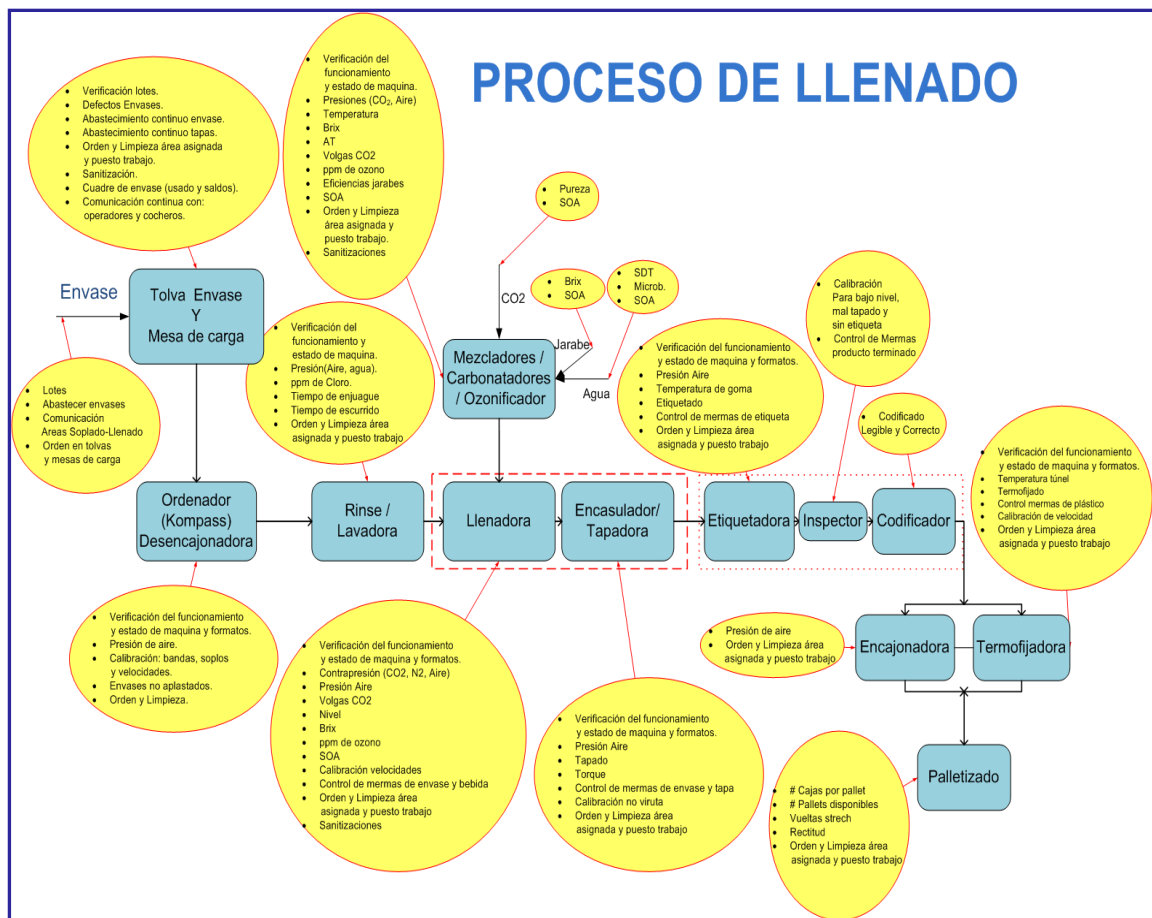 PROCESO DE LLENADO
• Verificación lotes.
• Defectos Envases.
• Abastecimiento continuo envase.
• Abastecimiento continuo tapas.
• Orden y Limpieza área asignada
y puesto trabajo.
• Sanitización.
• Cuadre de envase (usado y saldos).
• Comunicación continua con:
operadores y cocheros.
• Verificación del
funcionamiento
y estado de maquina.
• Presiones (CO2, Aire)
• Temperatura
• Brix
• AT
• Volgas CO2
• ppm de ozono
• Eficiencias jarabes
• SOA
• Orden y Limpieza
área asignada y
puesto trabajo.
• Sanitizaciones
• Pureza
• SOA
• Brix
• SOA
• SDT
• Microb.
• SOA
CO2
Jarabe
Agua
Envase
Tolva Envase
Y
Mesa de carga
• Lotes
• Abastecer envases
• Comunicación
Areas Soplado-Llenado
• Orden en tolvas
y mesas de carga
• Verificación del
funcionamiento y
estado de maquina.
• Presión(Aire, agua).
• ppm de Cloro.
• Tiempo de enjuague
• Tiempo de escurrido
• Orden y Limpieza área
asignada y puesto trabajo
Mezcladores /
Carbonatadores
/ Ozonificador
• Verificación del funcionamiento
y estado de maquina y formatos.
• Presión Aire
• Temperatura de goma
• Etiquetado
• Control de mermas de etiqueta
• Orden y Limpieza área
asignada y puesto trabajo
• Calibración
Para bajo nivel,
mal tapado y
sin etiqueta
• Control de Mermas
producto terminado
• Codificado
Legible y Correcto
• Verificación del funcionamiento
y estado de maquina y formatos.
• Temperatura túnel
• Termofijado
• Control mermas de plástico
• Calibración de velocidad
• Orden y Limpieza área
asignada y puesto trabajo
Ordenador
(Kompass)
Desencajonadora
Rinse /
Lavadora
Llenadora
Encasulador/
Tapadora
Etiquetadora
Inspector
Codificador
• Verificación del funcionamiento
y estado de maquina y formatos.
• Presión de aire.
• Calibración: bandas, soplos
y velocidades.
• Envases no aplastados.
• Orden y Limpieza.
• Verificación del funcionamiento
y estado de maquina y formatos.
• Contrapresión (CO2, N2, Aire)
• Presión Aire
• Volgas CO2
• Nivel
• Brix
• ppm de ozono
• SOA
• Calibración velocidades
• Control de mermas de envase y bebida
• Orden y Limpieza área
asignada y puesto trabajo
• Sanitizaciones
• Verificación del funcionamiento
y estado de maquina y formatos.
• Presión Aire
• Tapado
• Torque
• Control de mermas de envase y tapa
• Calibración no viruta
• Orden y Limpieza área
asignada y puesto trabajo
• Presión de aire
• Orden y Limpieza área
asignada y puesto trabajo
Encajonadora
Termofijadora
• # Cajas por pallet
• # Pallets disponibles
• Vueltas strech
• Rectitud
• Orden y Limpieza área
asignada y puesto trabajo
Palletizado